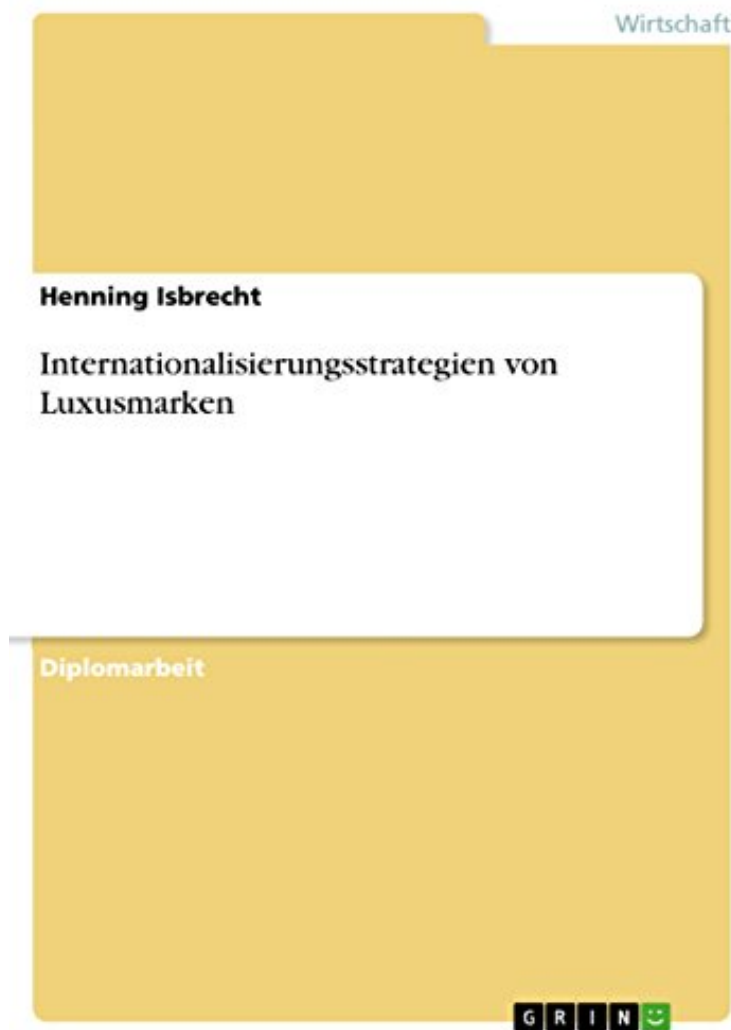 Wirtschaft
Henning Isbrecht
Internationalisierungsstrategien von
Luxusmarken
Diplomarbeit
GRIN